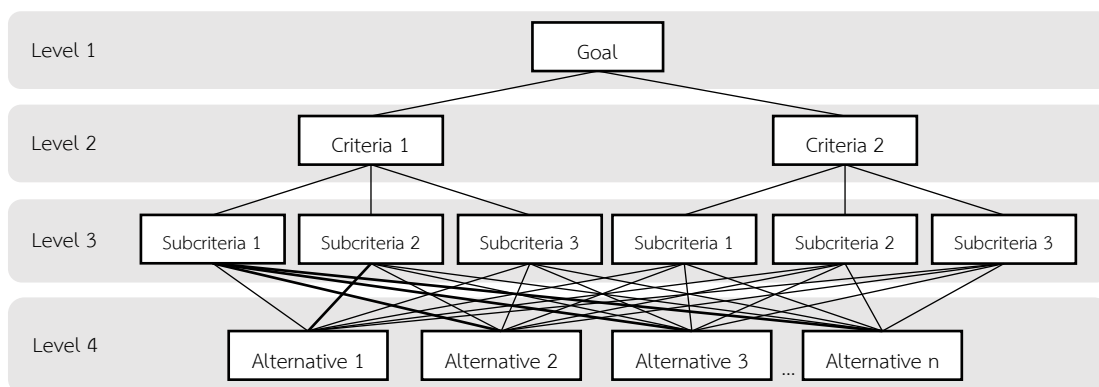 Level 1
Goal
Level 2
Criteria 1
Criteria 2
Level 3
Subcriteria 1
Subcriteria 2
Subcriteria 3
Subcriteria 1
Subcriteria 2
Subcriteria 3
Level 4
Alternative 1
Alternative 2
Alternative 3
...
Alternative n